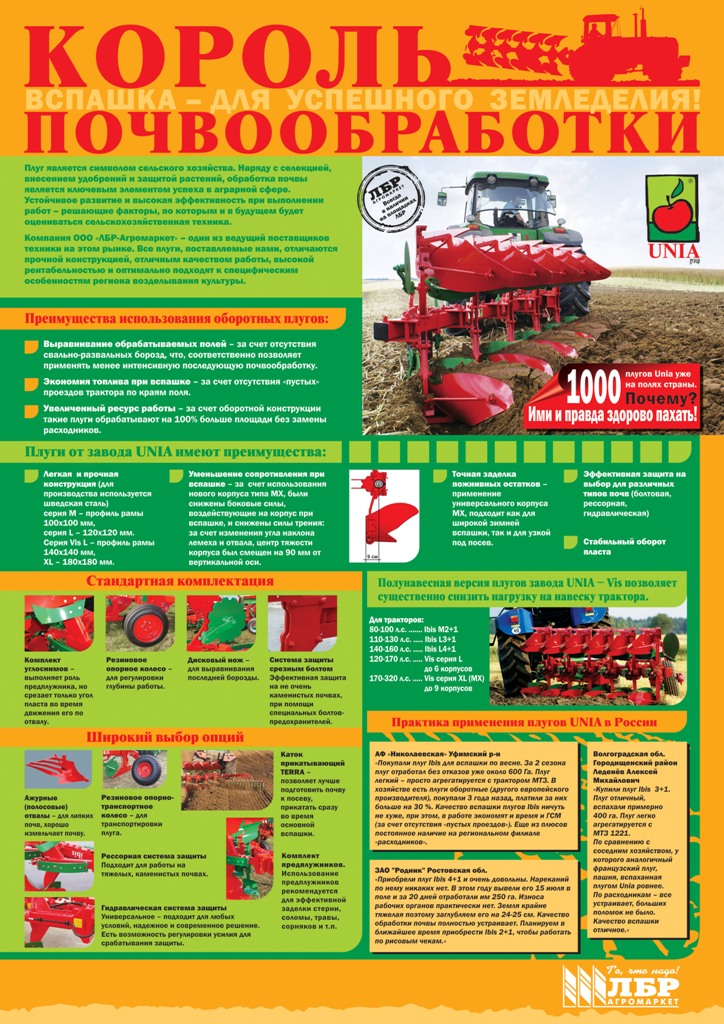 КОРОЛЬ
ВСПАШКА – ДЛЯ УСПЕШНОГО ЗЕМЛЕДЕЛИЯ!
ПОЧВООБРАБОТКИ
Плуг является символом сельского хозяйства. Наряду с селекцией,
внесением удобрений и защитой растений, обработка почвы
является ключевым элементом успеха в аграрной сфере.
Устойчивое развитие и высокая эффективность при выполнении
работ – решающие факторы, по которым и в будущем будет
оцениваться сельскохозяйственная техника.
Компания ООО «ЛБР-Агромаркет» – один из ведущий поставщиков
техники на этом рынке. Все плуги, поставляемые нами, отличаются
прочной конструкцией, отличным качеством работы, высокой
рентабельностью и оптимально подходят к специфическим
особенностям региона возделывания культуры.
ЛБР
АГРОМАРКЕТ
Всегда
в наличии
на площадках
ЛБР
UNIA
group
Преимущества использования оборотных плугов:
Выравнивание обрабатываемых полей – за счет отсутствия
свально-развальных борозд, что, соответственно позволяет
применять менее интенсивную последующую почвообработку.
Экономия топлива при вспашке – за счет отсутствия «пустых»
проездов трактора по краям поля.
Увеличенный ресурс работы – за счет оборотной конструкции
такие плуги обрабатывают на 100% больше площади без замены
расходников.
1000 плугов Unia уже
на полях страны.
Почему?
Ими и правда здорово пахать!
Плуги от завода UNIA имеют преимущества:
Легкая и прочная
конструкция (для
производства используется
шведская сталь)
серия M – профиль рамы
100x100 мм,
серия L – 120x120 мм.
Серия Vis L – профиль рамы
140x140 мм,
XL – 180x180 мм.
Уменьшение сопротивления при
вспашке – за счет использования
нового корпуса типа MX, были
снижены боковые силы,
воздействующие на корпус при
вспашке, и снижены силы трения:
за счет изменения угла наклона
лемеха и отвала, центр тяжести
корпуса был смещен на 90 мм от
вертикальной оси.
9 см
Точная заделка
пожнивных остатков –
применение
универсального корпуса
MX, подходит как для
широкой зимней
вспашки, так и для узкой
под посев.
Эффективная защита на
выбор для различных
типов почв (болтовая,
рессорная,
гидравлическая)
Стабильный оборот
пласта
Стандартная комплектация
Комплект
углоснимов –
выполняет роль
предплужника, но
срезает только угол
пласта во время
движения его по
отвалу.
Резиновое
опорное колесо –
для регулировки
глубины работы.
Дисковый нож –
для выравнивания
последней борозды.
Система защиты
срезным болтом
Эффективная защита
на не очень
каменистых почвах,
при помощи
специальных болтов-
предохранителей.
Полунавесная версия плугов завода UNIA – Vis позволяет
существенно снизить нагрузку на навеску трактора.
Для тракторов:
80-100 л.с. ...... Ibis M2+1
110-130 л.с. .... Ibis L3+1
140-160 л.с. .... Ibis L4+1
120-170 л.с. .... Vis серия L
до 6 корпусов
170-320 л.с. .... Vis серия XL (MX)
до 9 корпусов
Широкий выбор опций
Ажурные
(полосовые)
отвалы – для липких
почв, хорошо
измельчает почву.
Резиновое опорно-
транспортное
колесо – для
транспортировки
плуга.
Каток
прикатывающий
TERRA –
позволяет лучше
подготовить почву
к посеву,
прикатать сразу
во время
основной
вспашки.
Рессорная система защиты
Подходит для работы на
тяжелых, каменистых почвах.
Гидравлическая система защиты
Универсальное – подходит для любых
условий, надежное и современное решение.
Есть возможность регулировки усилия для
срабатывания защиты.
Комплект
предплужников.
Использование
предплужников
рекомендуется
для эффективной
заделки стерни,
соломы, травы,
сорняков и т.п.
Практика применения плугов UNIA в России
АФ «Николаевская» Уфимский р-н
«Покупали плуг Ibis для вспашки по весне. За 2 сезона
плуг отработал без отказов уже около 600 Га. Плуг
легкий – просто агрегатируется с трактором МТЗ. В
хозяйстве есть плуги оборотные (другого европейского
производителя), покупали 3 года назад, платили за них
больше на 30 %. Качество вспашки плугов Ibis ничуть
не хуже, при этом, в работе экономят и время и ГСМ
(за счет отсутствия «пустых проездов»). Еще из плюсов
постоянное наличие на региональном филиале
«расходников».
ЗАО "Родник" Ростовская обл.
«Приобрели плуг Ibis 4+1 и очень довольны. Нареканий
по нему никаких нет. В этом году вывели его 15 июля в
поле и за 20 дней отработали им 250 га. Износа
рабочих органов практически нет. Земля крайне
тяжелая поэтому заглубляем его на 24-25 см. Качество
обработки почвы полностью устраивает. Планируем в
ближайшее время приобрести Ibis 2+1, чтобы работать
по рисовым чекам.»
Волгоградская обл.
Городищенский район
Леденёв Алексей
Михайлович
«Купили плуг Ibis 3+1.
Плуг отличный,
вспахали примерно
400 га. Плуг легко
агрегатируется с
МТЗ 1221.
По сравнению с
соседним хозяйством, у
которого аналогичный
французский плуг,
пашня, вспаханная
плугом Unia ровнее.
По расходникам – все
устраивает, больших
поломок не было.
Качество вспашки
отличное.»
То, что надо!
ЛБР
АГРОМАРКЕТ